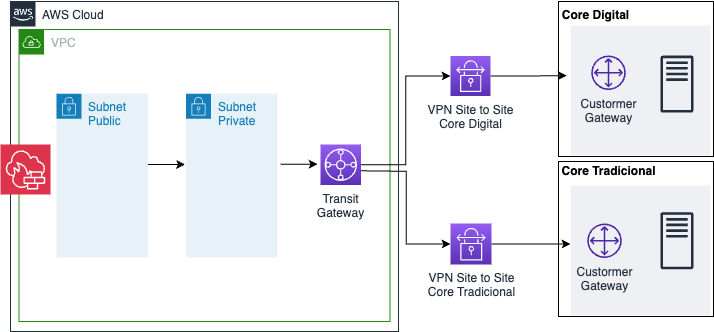 aws
AWS Cloud
VPC
Subnet
Public
Subnet
Private
Transit
Gateway
VPN Site to Site
Core Digital
VPN Site to Site
Core Tradicional
Core Digital
Custormer
Gateway
Core Tradicional
Custormer
Gateway